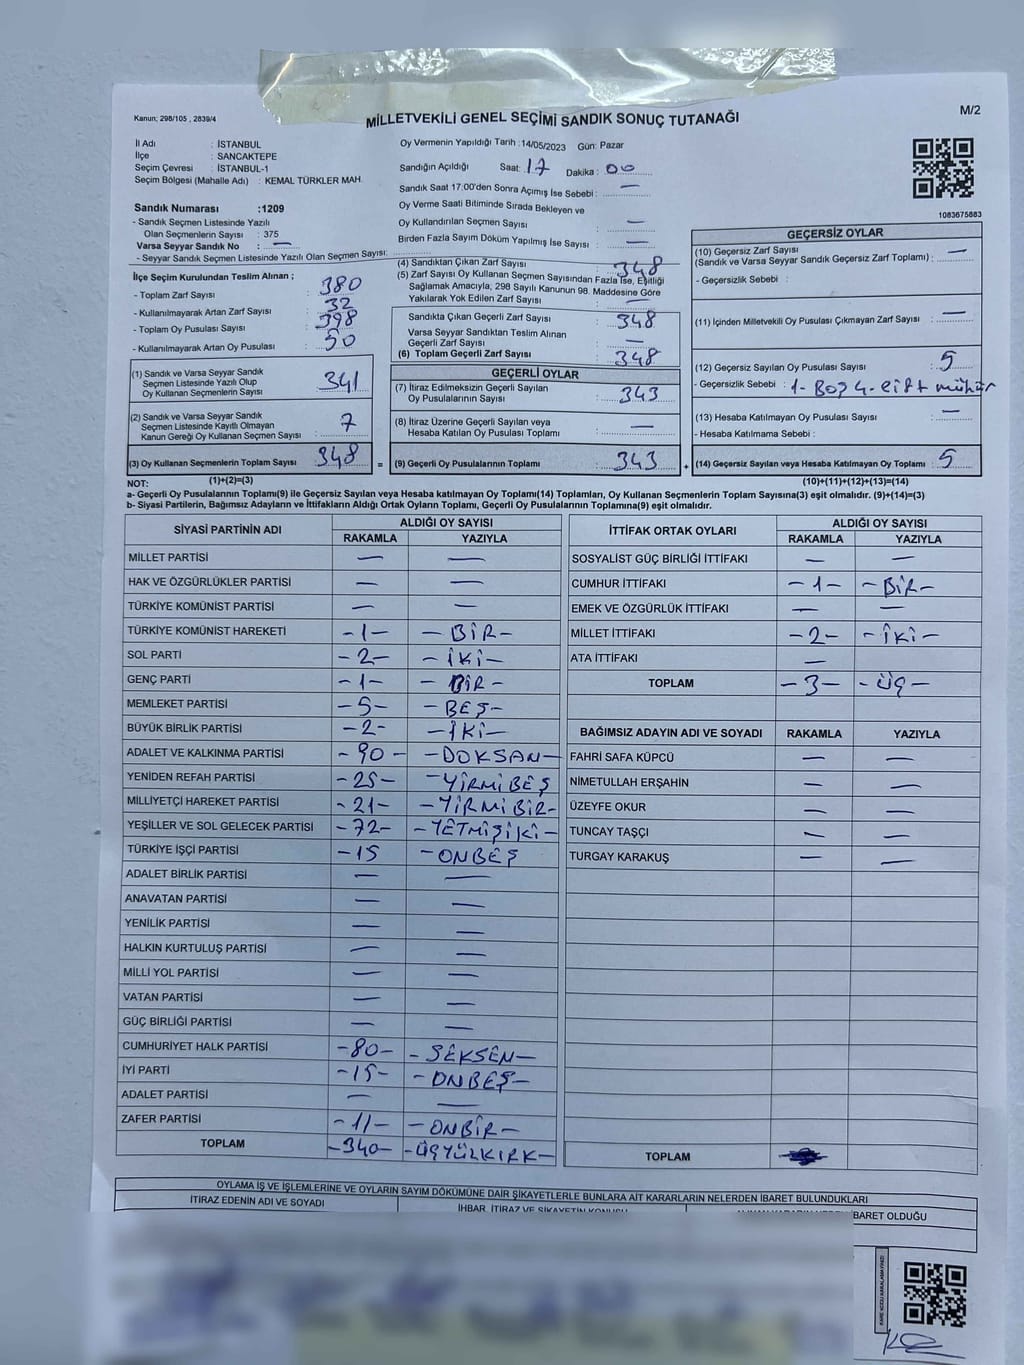 Kanun; 298/105 , 2839/4
M/2
MİLLETVEKİLİ GENEL SEÇİMİ SANDIK SONUÇ TUTANAĞI
İl Adı : İSTANBUL
İlçe : SANCAKTEPE
Seçim Çevresi : İSTANBUL-1
Seçim Bölgesi (Mahalle Adı) : KEMAL TÜRKLER MAH.
Sandık Numarası :1209
- Sandık Seçmen Listesinde Yazılı
Olan Seçmenlerin Sayısı : 375
Varsa Seyyar Sandık No : —
- Seyyar Sandık Seçmen Listesinde Yazılı Olan Seçmen Sayısı:
Oy Vermenin Yapıldığı Tarih :14/05/2023 Gün: Pazar
Sandığın Açıldığı Saat: 17 Dakika : 00
Sandık Saat 17:00'den Sonra Açımış İse Sebebi : —
Oy Verme Saati Bitiminde Sırada Bekleyen ve
Oy Kullandırılan Seçmen Sayısı —
Birden Fazla Sayım Döküm Yapılmış İse Sayısı : —
1083675883
İlçe Seçim Kurulundan Teslim Alınan ;
- Toplam Zarf Sayısı : 380
- Kullanılmayarak Artan Zarf Sayısı : 32
- Toplam Oy Pusulası Sayısı : 398
- Kullanılmayarak Artan Oy Pusulası : 50
(1) Sandık ve Varsa Seyyar Sandık
Seçmen Listesinde Yazılı Olup
Oy Kullanan Seçmenlerin Sayısı 341
(2) Sandık ve Varsa Seyyar Sandık
Seçmen Listesinde Kayıtlı Olmayan
Kanun Gereği Oy Kullanan Seçmen Sayısı : 7
(3) Oy Kullanan Seçmenlerin Toplam Sayısı : 348
(1)+(2)=(3)
(4) Sandıktan Çıkan Zarf Sayısı : 348
(5) Zarf Sayısı Oy Kullanan Seçmen Sayısından Fazla İse, Eşitliği
Sağlamak Amacıyla, 298 Sayılı Kanunun 98. Maddesine Göre
Yakılarak Yok Edilen Zarf Sayısı : —
Sandıkta Çıkan Geçerli Zarf Sayısı : 348
Varsa Seyyar Sandıktan Teslim Alınan
Geçerli Zarf Sayısı : —
(6) Toplam Geçerli Zarf Sayısı : 348
GEÇERLİ OYLAR
(7) İtiraz Edilmeksizin Geçerli Sayılan
Oy Pusulalarının Sayısı : 343
(8) İtiraz Üzerine Geçerli Sayılan veya
Hesaba Katılan Oy Pusulası Toplamı : —
= (9) Geçerli Oy Pusulalarının Toplamı : 343
GEÇERSİZ OYLAR
(10) Geçersiz Zarf Sayısı —
(Sandık ve Varsa Seyyar Sandık Geçersiz Zarf Toplamı) :
- Geçersizlik Sebebi :
(11) İçinden Milletvekili Oy Pusulası Çıkmayan Zarf Sayısı : —
(12) Geçersiz Sayılan Oy Pusulası Sayısı : 5
- Geçersizlik Sebebi : 1-Boş 4-çift mühür
(13) Hesaba Katılmayan Oy Pusulası Sayısı : —
- Hesaba Katılmama Sebebi :
+ (14) Geçersiz Sayılan veya Hesaba Katılmayan Oy Toplamı : 5
(10)+(11)+(12)+(13)=(14)
NOT:
a- Geçerli Oy Pusulalarının Toplamı(9) ile Geçersiz Sayılan veya Hesaba katılmayan Oy Toplamı(14) Toplamları, Oy Kullanan Seçmenlerin Toplam Sayısına(3) eşit olmalıdır. (9)+(14)=(3)
b- Siyasi Partilerin, Bağımsız Adayların ve İttifakların Aldığı Ortak Oyların Toplamı, Geçerli Oy Pusulalarının Toplamına(9) eşit olmalıdır.
SİYASİ PARTİNİN ADI ALDIĞI OY SAYISI
RAKAMLA YAZIYLA
MİLLET PARTİSİ — —
HAK VE ÖZGÜRLÜKLER PARTİSİ — —
TÜRKİYE KOMÜNİST PARTİSİ — —
TÜRKİYE KOMÜNİST HAREKETİ -1- -BİR-
SOL PARTİ -2- -İKİ-
GENÇ PARTİ -1- -BİR-
MEMLEKET PARTİSİ -5- -BEŞ-
BÜYÜK BİRLİK PARTİSİ -2- -İKİ-
ADALET VE KALKINMA PARTİSİ -90- -DOKSAN-
YENİDEN REFAH PARTİSİ -25- -YİRMİBEŞ
MİLLİYETÇİ HAREKET PARTİSİ -21- -YİRMİBİR-
YEŞİLLER VE SOL GELECEK PARTİSİ -72- -YETMİŞİKİ-
TÜRKİYE İŞÇİ PARTİSİ -15 -ONBEŞ
ADALET BİRLİK PARTİSİ — —
ANAVATAN PARTİSİ — —
YENİLİK PARTİSİ — —
HALKIN KURTULUŞ PARTİSİ — —
MİLLİ YOL PARTİSİ — —
VATAN PARTİSİ — —
GÜÇ BİRLİĞİ PARTİSİ — —
CUMHURİYET HALK PARTİSİ -80- -SEKSEN-
İYİ PARTİ -15- -ONBEŞ-
ADALET PARTİSİ — —
ZAFER PARTİSİ -11- -ONBİR-
TOPLAM -340- -ÜÇYÜLKIRK-
İTTİFAK ORTAK OYLARI ALDIĞI OY SAYISI
RAKAMLA YAZIYLA
SOSYALİST GÜÇ BİRLİĞİ İTTİFAKI — —
CUMHUR İTTİFAKI -1- -BİR-
EMEK VE ÖZGÜRLÜK İTTİFAKI — —
MİLLET İTTİFAKI -2- -İKİ-
ATA İTTİFAKI —
TOPLAM -3- -ÜÇ-
BAĞIMSIZ ADAYIN ADI VE SOYADI RAKAMLA YAZIYLA
FAHRİ SAFA KÜPCÜ — —
NİMETULLAH ERŞAHİN — —
ÜZEYFE OKUR — —
TUNCAY TAŞÇI — —
TURGAY KARAKUŞ — —
TOPLAM
OYLAMA İŞ VE İŞLEMLERİNE VE OYLARIN SAYIM DÖKÜMÜNE DAİR ŞİKAYETLERLE BUNLARA AİT KARARLARIN NELERDEN İBARET BULUNDUKLARI
İTİRAZ EDENİN ADI VE SOYADI
İHBAR, İTİRAZ VE ŞİKAYETİN KONUSU
İBARET OLDUĞU